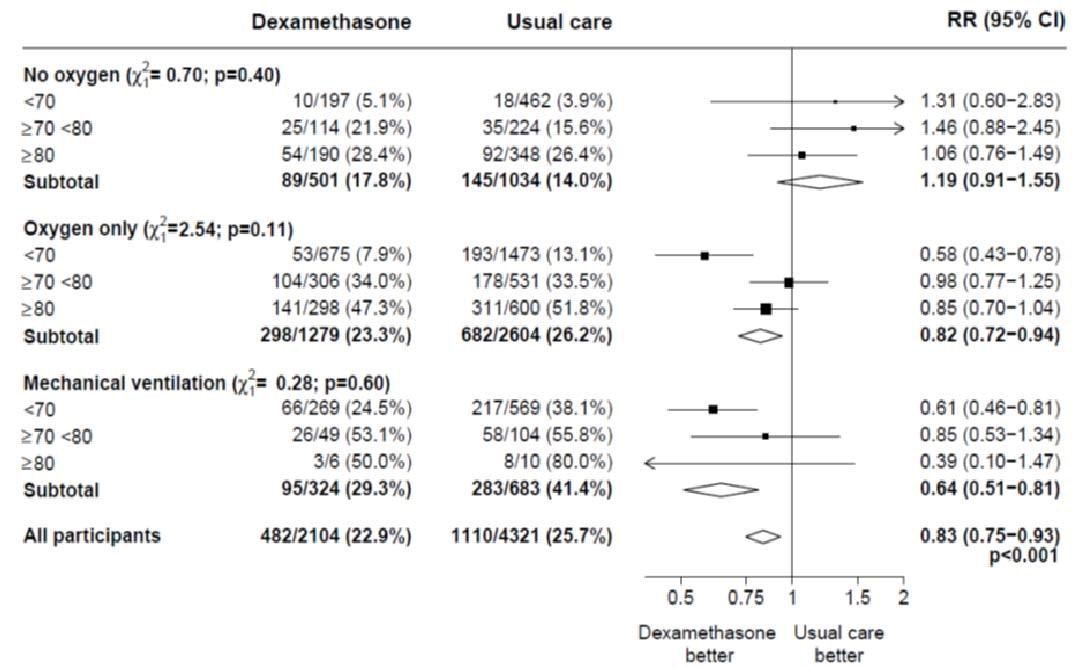 Dexamethasone Usual care RR (95% CI)
No oxygen (χ²₁= 0.70; p=0.40)
<70 10/197 (5.1%) 18/462 (3.9%) 1.31 (0.60−2.83)
≥70 <80 25/114 (21.9%) 35/224 (15.6%) 1.46 (0.88−2.45)
≥80 54/190 (28.4%) 92/348 (26.4%) 1.06 (0.76−1.49)
Subtotal 89/501 (17.8%) 145/1034 (14.0%) 1.19 (0.91−1.55)
Oxygen only (χ²₁=2.54; p=0.11)
<70 53/675 (7.9%) 193/1473 (13.1%) 0.58 (0.43−0.78)
≥70 <80 104/306 (34.0%) 178/531 (33.5%) 0.98 (0.77−1.25)
≥80 141/298 (47.3%) 311/600 (51.8%) 0.85 (0.70−1.04)
Subtotal 298/1279 (23.3%) 682/2604 (26.2%) 0.82 (0.72−0.94)
Mechanical ventilation (χ²₁= 0.28; p=0.60)
<70 66/269 (24.5%) 217/569 (38.1%) 0.61 (0.46−0.81)
≥70 <80 26/49 (53.1%) 58/104 (55.8%) 0.85 (0.53−1.34)
≥80 3/6 (50.0%) 8/10 (80.0%) 0.39 (0.10−1.47)
Subtotal 95/324 (29.3%) 283/683 (41.4%) 0.64 (0.51−0.81)
All participants 482/2104 (22.9%) 1110/4321 (25.7%) 0.83 (0.75−0.93)
p<0.001
0.5 0.75 1 1.5 2
Dexamethasone Usual care
better better